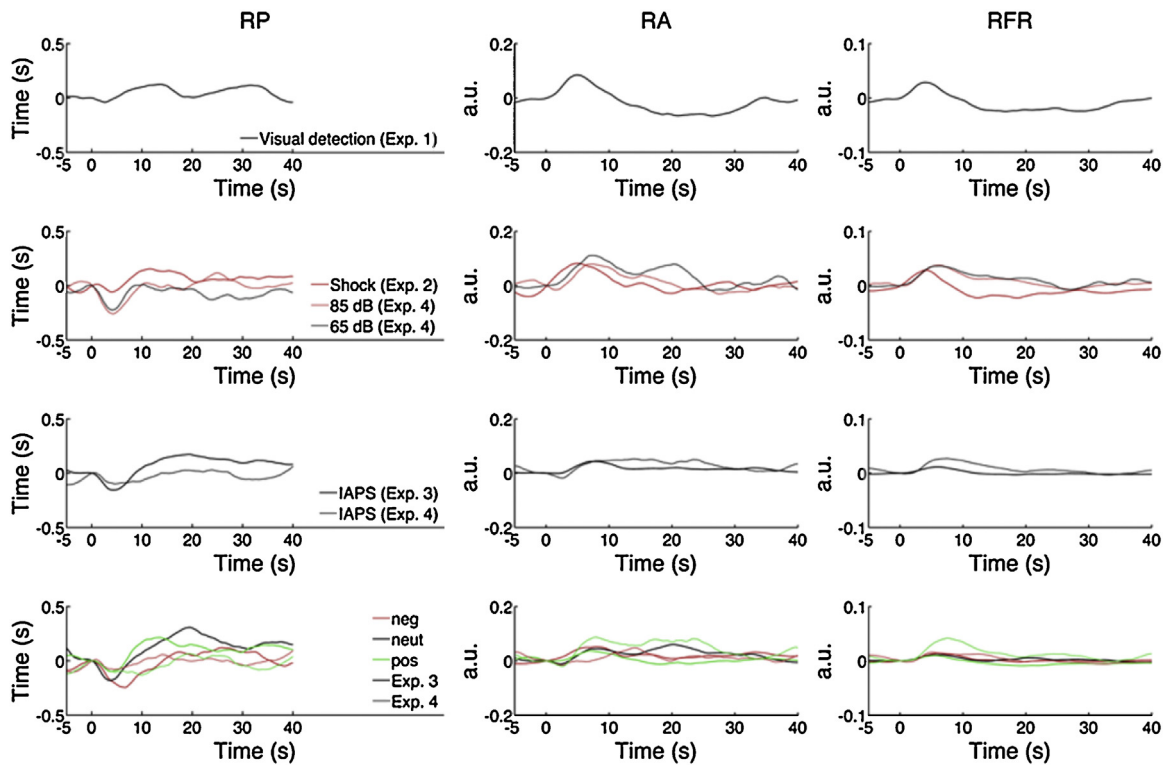 RP
RA
RFR
Time (s)
0.5
0
-0.5
-5 0 10 20 30 40
Time (s)
Visual detection (Exp. 1)
a.u.
0.2
0
-0.2
-5 0 10 20 30 40
Time (s)
a.u.
0.1
0
-0.1
-5 0 10 20 30 40
Time (s)
Time (s)
0.5
0
-0.5
-5 0 10 20 30 40
Time (s)
Shock (Exp. 2)
85 dB (Exp. 4)
65 dB (Exp. 4)
a.u.
0.2
0
-0.2
-5 0 10 20 30 40
Time (s)
a.u.
0.1
0
-0.1
-5 0 10 20 30 40
Time (s)
Time (s)
0.5
0
-0.5
-5 0 10 20 30 40
Time (s)
IAPS (Exp. 3)
IAPS (Exp. 4)
a.u.
0.2
0
-0.2
-5 0 10 20 30 40
Time (s)
a.u.
0.1
0
-0.1
-5 0 10 20 30 40
Time (s)
Time (s)
0.5
0
-0.5
-5 0 10 20 30 40
Time (s)
neg
neut
pos
Exp. 3
Exp. 4
a.u.
0.2
0
-0.2
-5 0 10 20 30 40
Time (s)
a.u.
0.1
0
-0.1
-5 0 10 20 30 40
Time (s)